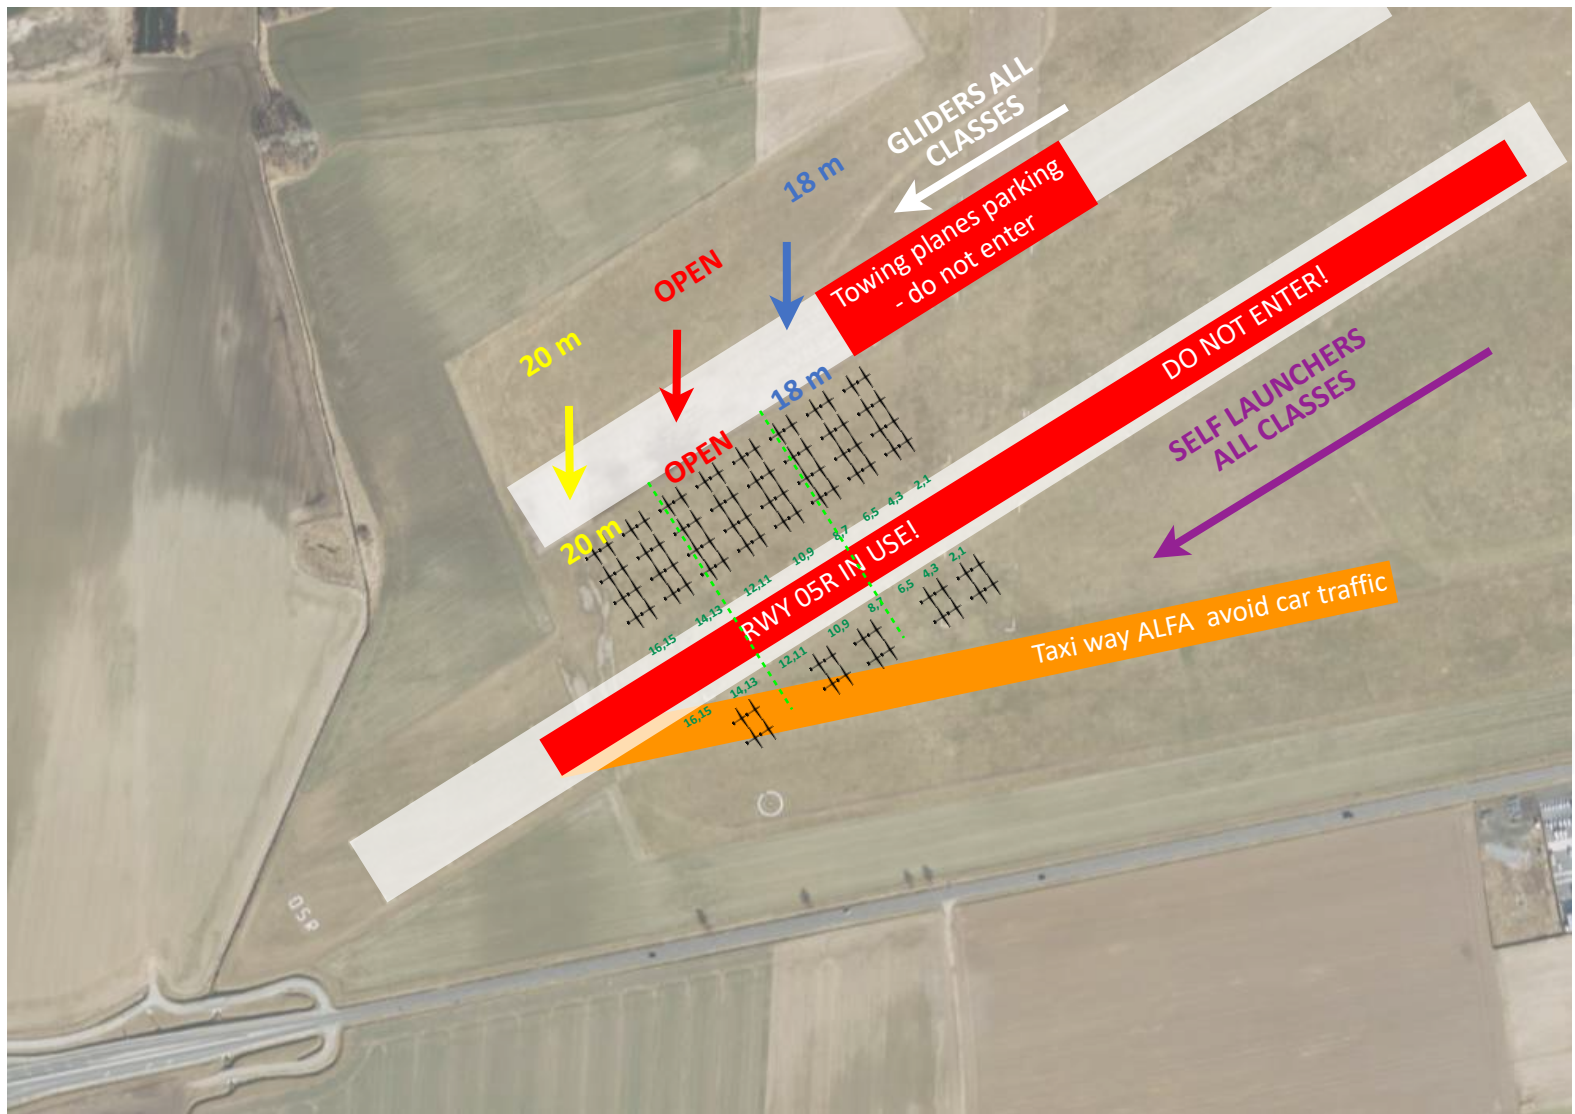 GLIDERS ALL
CLASSES
18 m
Towing planes parking
- do not enter
OPEN
20 m
18 m
OPEN
20 m
DO NOT ENTER!
SELF LAUNCHERS
ALL CLASSES
2,1
4,3
6,5
8,7
10,9
12,11
14,13
16,15
RWY 05R IN USE!
2,1
4,3
6,5
8,7
10,9
12,11
14,13
16,15
Taxi way ALFA avoid car traffic
05R